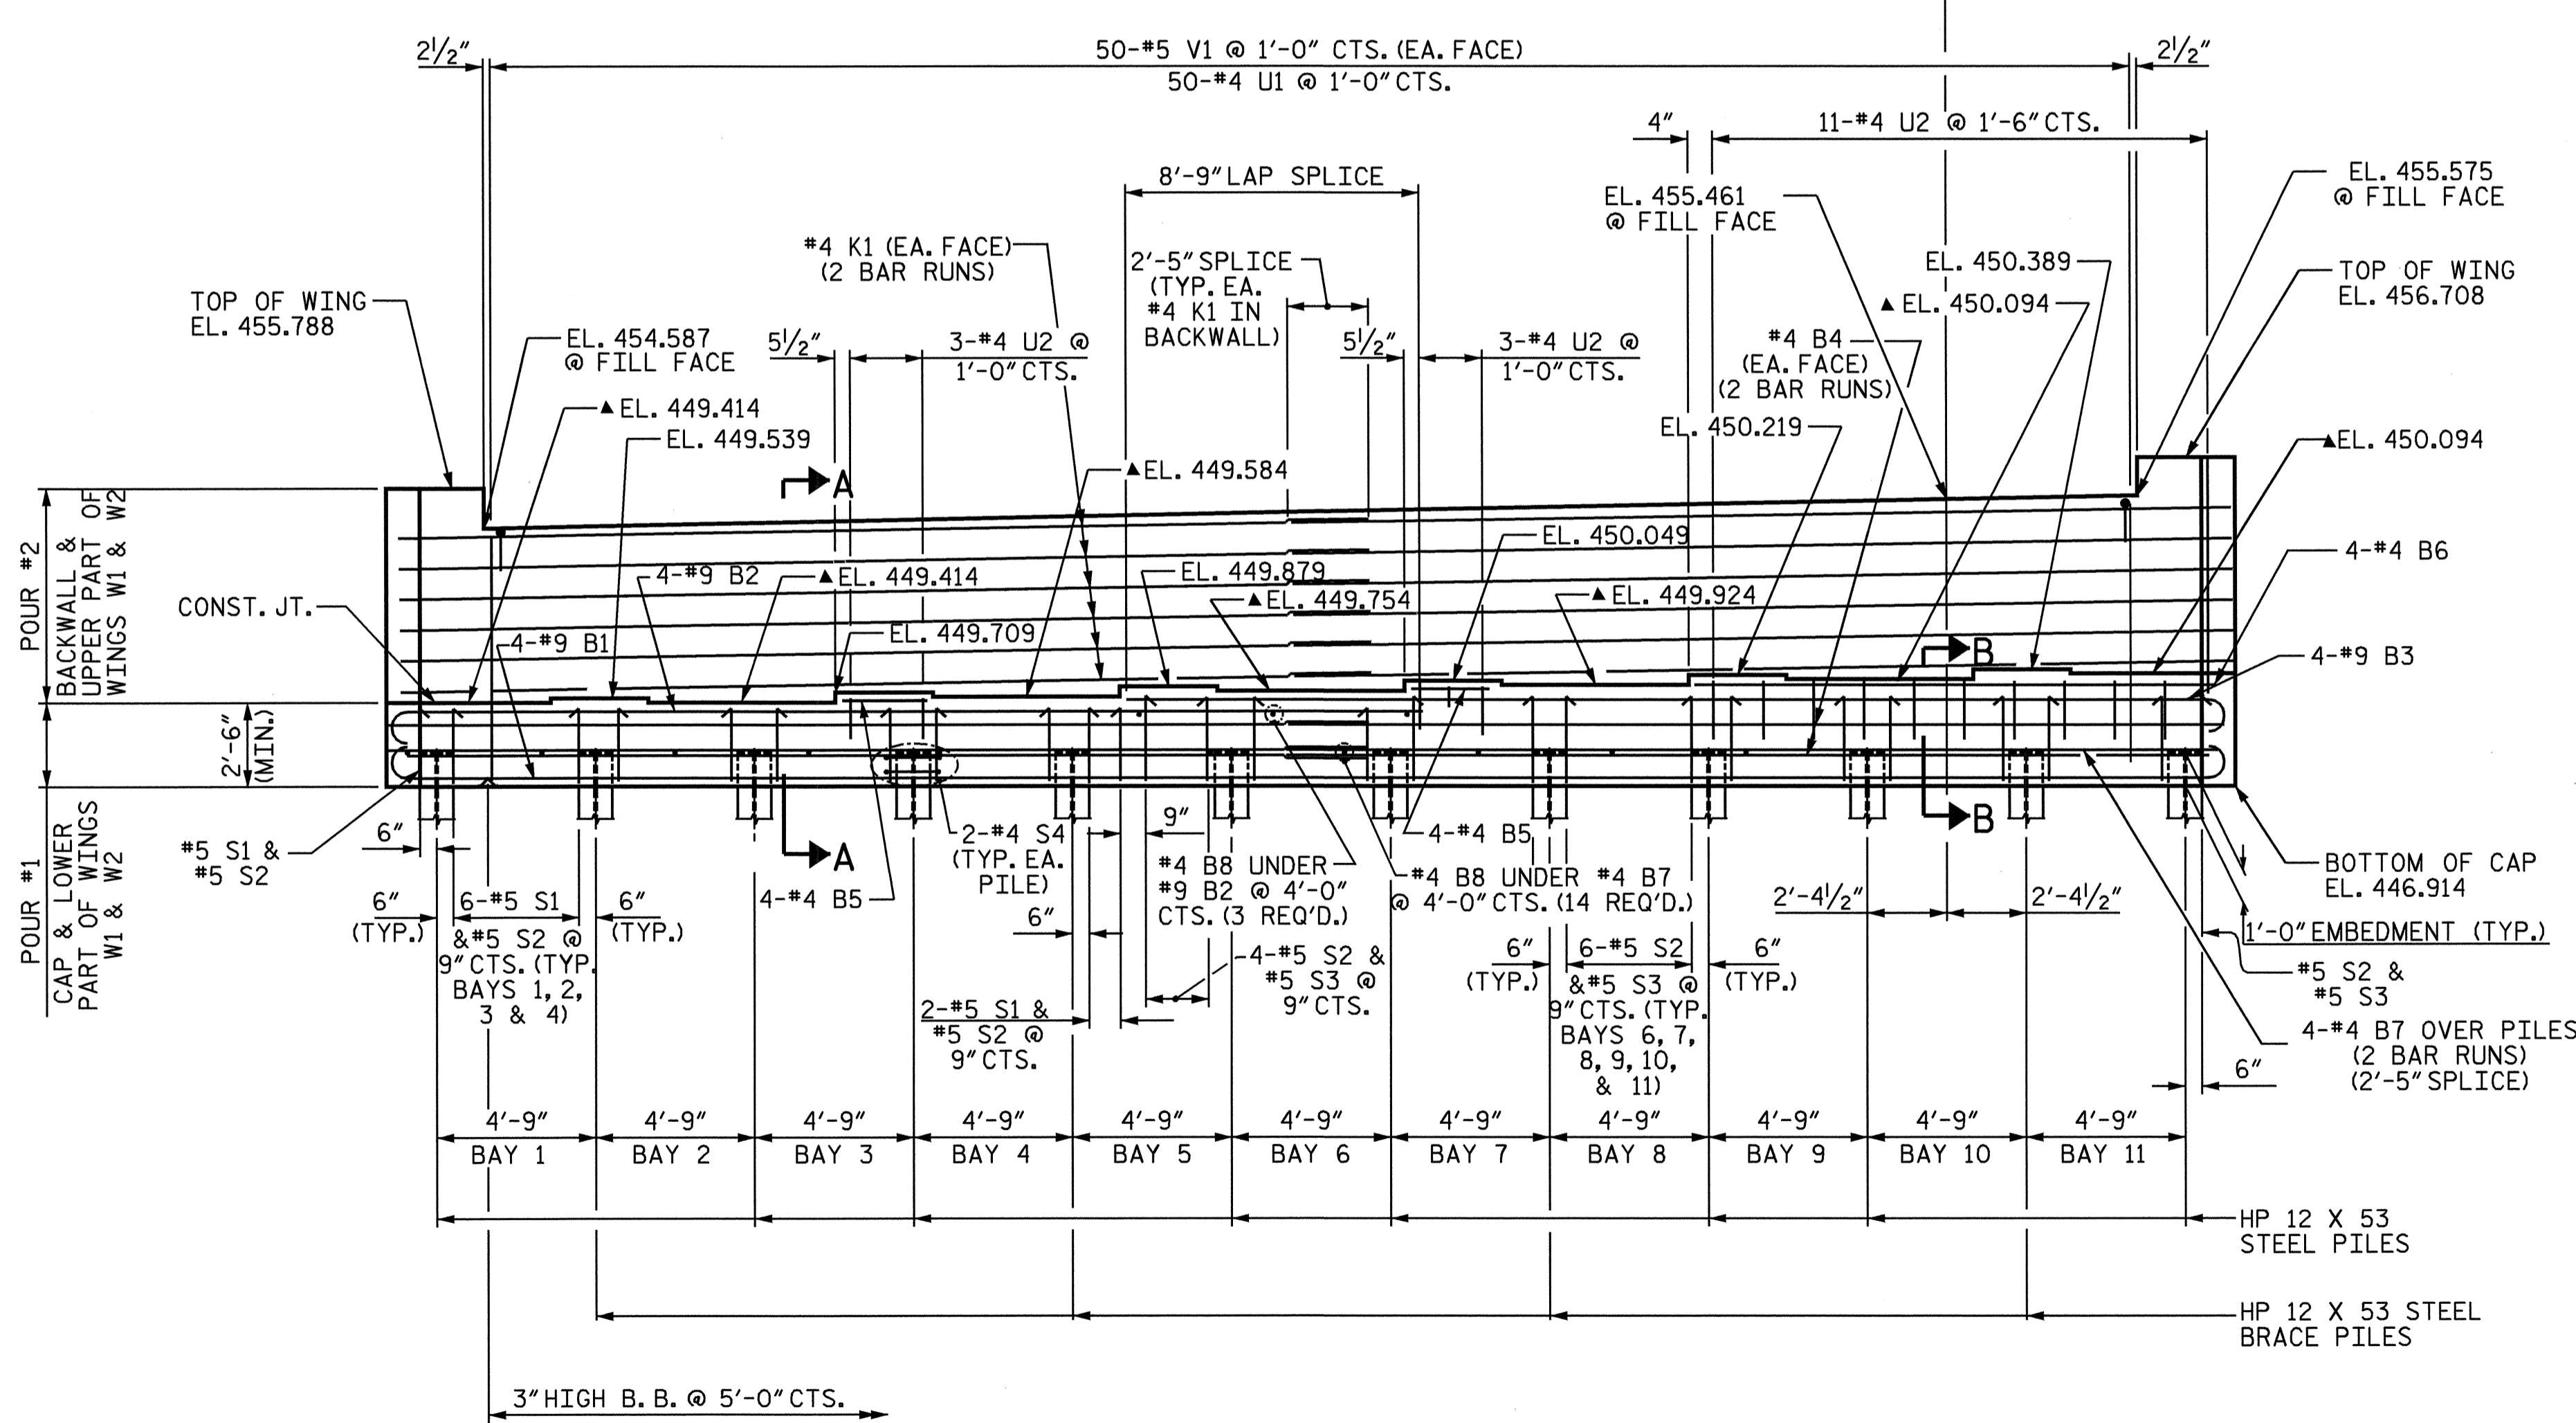 2½"
50-#5 V1 @ 1'-0" CTS. (EA. FACE)
50-#4 U1 @ 1'-0" CTS.
2½"
4"
11-#4 U2 @ 1'-6" CTS.
8'-9" LAP SPLICE
EL. 455.461
@ FILL FACE
EL. 455.575
@ FILL FACE
#4 K1 (EA. FACE)
(2 BAR RUNS)
2'-5" SPLICE
(TYP. EA.
#4 K1 IN
BACKWALL)
EL. 450.389
▲ EL. 450.094
TOP OF WING
EL. 456.708
TOP OF WING
EL. 455.788
EL. 454.587
@ FILL FACE
5½"
3-#4 U2 @
1'-0" CTS.
5½"
3-#4 U2 @
1'-0" CTS.
#4 B4
(EA. FACE)
(2 BAR RUNS)
▲ EL. 449.414
EL. 449.539
EL. 450.219
▲EL. 450.094
▲EL. 449.584
A
POUR #2
BACKWALL &
UPPER PART OF
WINGS W1 & W2
EL. 450.049
4-#4 B6
4-#9 B2
▲ EL. 449.414
EL. 449.879
▲EL. 449.754
▲ EL. 449.924
CONST. JT.
4-#9 B1
EL. 449.709
B
4-#9 B3
2'-6"
(MIN.)
POUR #1
CAP & LOWER
PART OF WINGS
W1 & W2
#5 S1 &
#5 S2
6"
A
4-#4 B5
2-#4 S4
(TYP. EA.
PILE)
9"
#4 B8 UNDER
#9 B2 @ 4'-0"
CTS. (3 REQ'D.)
4-#4 B5
#4 B8 UNDER #4 B7
@ 4'-0" CTS. (14 REQ'D.)
B
2'-4½"
2'-4½"
BOTTOM OF CAP
EL. 446.914
1'-0" EMBEDMENT (TYP.)
6"
(TYP.)
6-#5 S1
&#5 S2 @
9" CTS. (TYP.
BAYS 1, 2,
3 & 4)
6"
(TYP.)
6"
2-#5 S1 &
#5 S2 @
9" CTS.
4-#5 S2 &
#5 S3 @
9" CTS.
6"
(TYP.)
6-#5 S2
&#5 S3 @
9" CTS. (TYP.
BAYS 6, 7,
8, 9, 10,
& 11)
6"
(TYP.)
#5 S2 &
#5 S3
4-#4 B7 OVER PILES
(2 BAR RUNS)
(2'-5" SPLICE)
6"
4'-9"
BAY 1
4'-9"
BAY 2
4'-9"
BAY 3
4'-9"
BAY 4
4'-9"
BAY 5
4'-9"
BAY 6
4'-9"
BAY 7
4'-9"
BAY 8
4'-9"
BAY 9
4'-9"
BAY 10
4'-9"
BAY 11
HP 12 X 53
STEEL PILES
HP 12 X 53 STEEL
BRACE PILES
3" HIGH B. B. @ 5'-0" CTS.